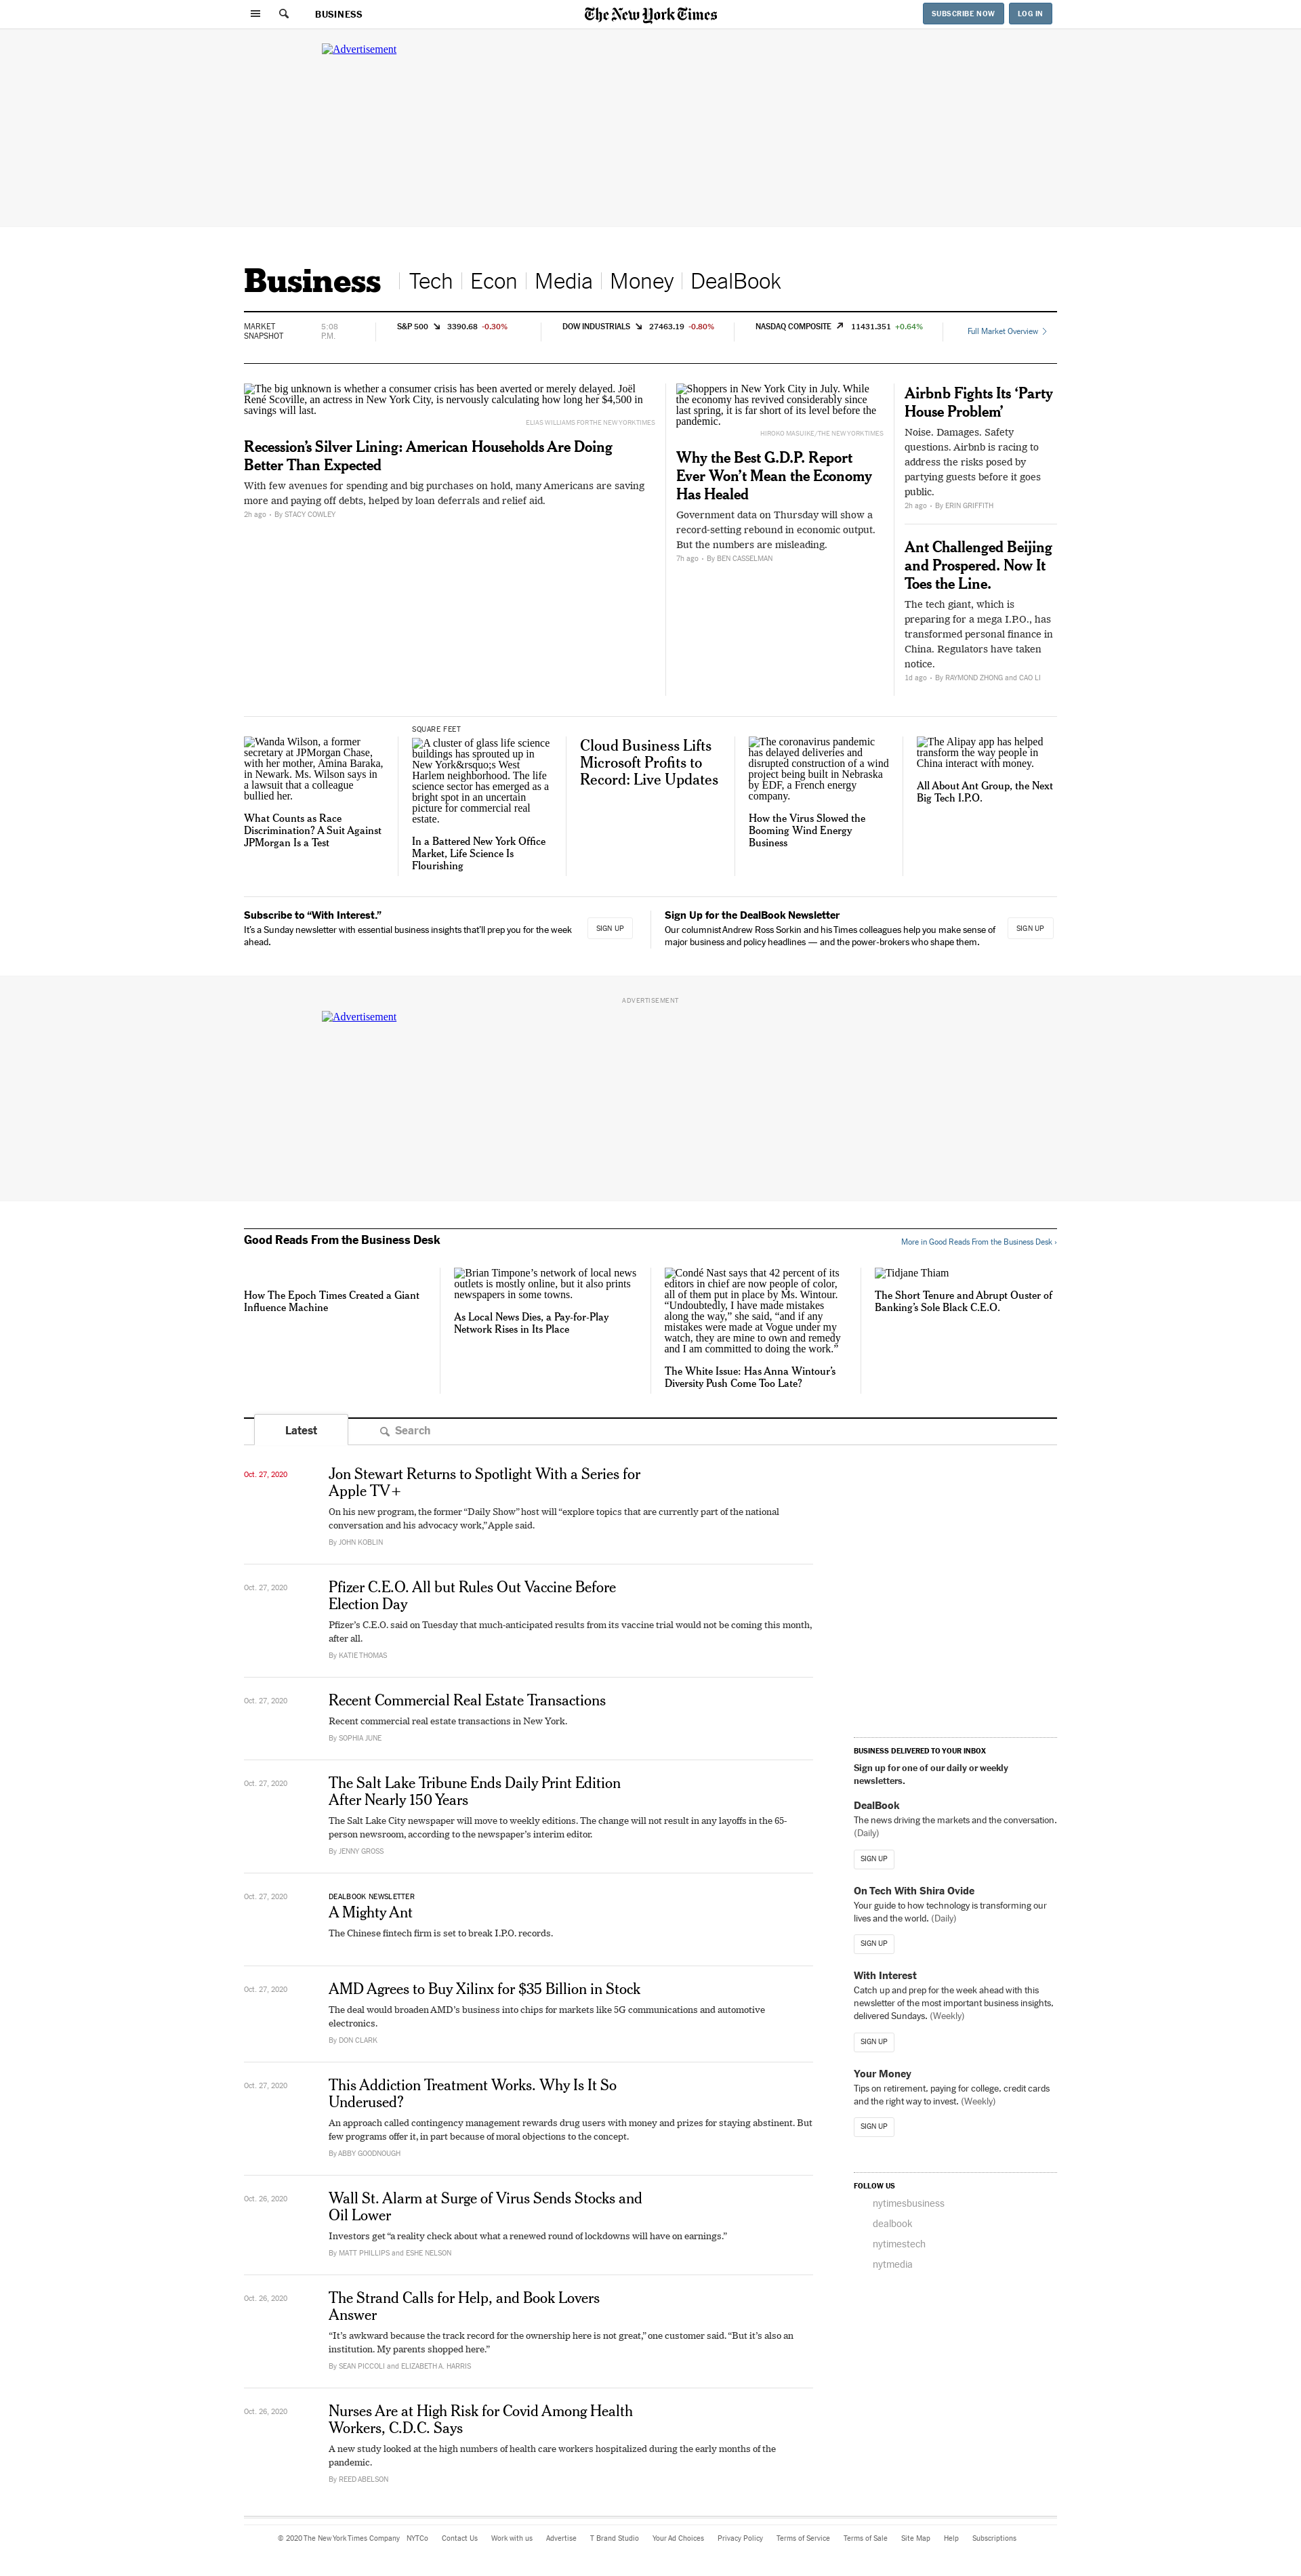 BUSINESS
The New York Times
SUBSCRIBE NOW
LOG IN
Advertisement
Business
Tech
Econ
Media
Money
DealBook
MARKET
SNAPSHOT
5:08
P.M.
S&P 500 3390.68 -0.30%
DOW INDUSTRIALS 27463.19 -0.80%
NASDAQ COMPOSITE 11431.351 +0.64%
Full Market Overview
The big unknown is whether a consumer crisis has been averted or merely delayed. Joël
René Scoville, an actress in New York City, is nervously calculating how long her $4,500 in
savings will last.
ELIAS WILLIAMS FOR THE NEW YORK TIMES
Recession’s Silver Lining: American Households Are Doing
Better Than Expected
With few avenues for spending and big purchases on hold, many Americans are saving
more and paying off debts, helped by loan deferrals and relief aid.
2h ago • By STACY COWLEY
Shoppers in New York City in July. While
the economy has revived considerably since
last spring, it is far short of its level before the
pandemic.
HIROKO MASUIKE/THE NEW YORK TIMES
Why the Best G.D.P. Report
Ever Won’t Mean the Economy
Has Healed
Government data on Thursday will show a
record-setting rebound in economic output.
But the numbers are misleading.
7h ago • By BEN CASSELMAN
Airbnb Fights Its ‘Party
House Problem’
Noise. Damages. Safety
questions. Airbnb is racing to
address the risks posed by
partying guests before it goes
public.
2h ago • By ERIN GRIFFITH
Ant Challenged Beijing
and Prospered. Now It
Toes the Line.
The tech giant, which is
preparing for a mega I.P.O., has
transformed personal finance in
China. Regulators have taken
notice.
1d ago • By RAYMOND ZHONG and CAO LI
Wanda Wilson, a former
secretary at JPMorgan Chase,
with her mother, Amina Baraka,
in Newark. Ms. Wilson says in
a lawsuit that a colleague
bullied her.
What Counts as Race
Discrimination? A Suit Against
JPMorgan Is a Test
SQUARE FEET
A cluster of glass life science
buildings has sprouted up in
New York&rsquo;s West
Harlem neighborhood. The life
science sector has emerged as a
bright spot in an uncertain
picture for commercial real
estate.
In a Battered New York Office
Market, Life Science Is
Flourishing
Cloud Business Lifts
Microsoft Profits to
Record: Live Updates
The coronavirus pandemic
has delayed deliveries and
disrupted construction of a wind
project being built in Nebraska
by EDF, a French energy
company.
How the Virus Slowed the
Booming Wind Energy
Business
The Alipay app has helped
transform the way people in
China interact with money.
All About Ant Group, the Next
Big Tech I.P.O.
Subscribe to “With Interest.”
It’s a Sunday newsletter with essential business insights that’ll prep you for the week
ahead.
SIGN UP
Sign Up for the DealBook Newsletter
Our columnist Andrew Ross Sorkin and his Times colleagues help you make sense of
major business and policy headlines — and the power-brokers who shape them.
SIGN UP
ADVERTISEMENT
Advertisement
Good Reads From the Business Desk
More in Good Reads From the Business Desk ›
How The Epoch Times Created a Giant
Influence Machine
Brian Timpone’s network of local news
outlets is mostly online, but it also prints
newspapers in some towns.
As Local News Dies, a Pay-for-Play
Network Rises in Its Place
Condé Nast says that 42 percent of its
editors in chief are now people of color,
all of them put in place by Ms. Wintour.
“Undoubtedly, I have made mistakes
along the way,” she said, “and if any
mistakes were made at Vogue under my
watch, they are mine to own and remedy
and I am committed to doing the work.”
The White Issue: Has Anna Wintour’s
Diversity Push Come Too Late?
Tidjane Thiam
The Short Tenure and Abrupt Ouster of
Banking’s Sole Black C.E.O.
Latest
Search
Oct. 27, 2020
Jon Stewart Returns to Spotlight With a Series for
Apple TV+
On his new program, the former “Daily Show” host will “explore topics that are currently part of the national
conversation and his advocacy work,” Apple said.
By JOHN KOBLIN
Oct. 27, 2020
Pfizer C.E.O. All but Rules Out Vaccine Before
Election Day
Pfizer’s C.E.O. said on Tuesday that much-anticipated results from its vaccine trial would not be coming this month,
after all.
By KATIE THOMAS
Oct. 27, 2020
Recent Commercial Real Estate Transactions
Recent commercial real estate transactions in New York.
By SOPHIA JUNE
Oct. 27, 2020
The Salt Lake Tribune Ends Daily Print Edition
After Nearly 150 Years
The Salt Lake City newspaper will move to weekly editions. The change will not result in any layoffs in the 65-
person newsroom, according to the newspaper’s interim editor.
By JENNY GROSS
Oct. 27, 2020
DEALBOOK NEWSLETTER
A Mighty Ant
The Chinese fintech firm is set to break I.P.O. records.
Oct. 27, 2020
AMD Agrees to Buy Xilinx for $35 Billion in Stock
The deal would broaden AMD’s business into chips for markets like 5G communications and automotive
electronics.
By DON CLARK
Oct. 27, 2020
This Addiction Treatment Works. Why Is It So
Underused?
An approach called contingency management rewards drug users with money and prizes for staying abstinent. But
few programs offer it, in part because of moral objections to the concept.
By ABBY GOODNOUGH
Oct. 26, 2020
Wall St. Alarm at Surge of Virus Sends Stocks and
Oil Lower
Investors get “a reality check about what a renewed round of lockdowns will have on earnings.”
By MATT PHILLIPS and ESHE NELSON
Oct. 26, 2020
The Strand Calls for Help, and Book Lovers
Answer
“It’s awkward because the track record for the ownership here is not great,” one customer said. “But it’s also an
institution. My parents shopped here.”
By SEAN PICCOLI and ELIZABETH A. HARRIS
Oct. 26, 2020
Nurses Are at High Risk for Covid Among Health
Workers, C.D.C. Says
A new study looked at the high numbers of health care workers hospitalized during the early months of the
pandemic.
By REED ABELSON
BUSINESS DELIVERED TO YOUR INBOX
Sign up for one of our daily or weekly
newsletters.
DealBook
The news driving the markets and the conversation.
(Daily)
SIGN UP
On Tech With Shira Ovide
Your guide to how technology is transforming our
lives and the world. (Daily)
SIGN UP
With Interest
Catch up and prep for the week ahead with this
newsletter of the most important business insights,
delivered Sundays. (Weekly)
SIGN UP
Your Money
Tips on retirement, paying for college, credit cards
and the right way to invest. (Weekly)
SIGN UP
FOLLOW US
nytimesbusiness
dealbook
nytimestech
nytmedia
© 2020 The New York Times Company NYTCo Contact Us Work with us Advertise T Brand Studio Your Ad Choices Privacy Policy Terms of Service Terms of Sale Site Map Help Subscriptions